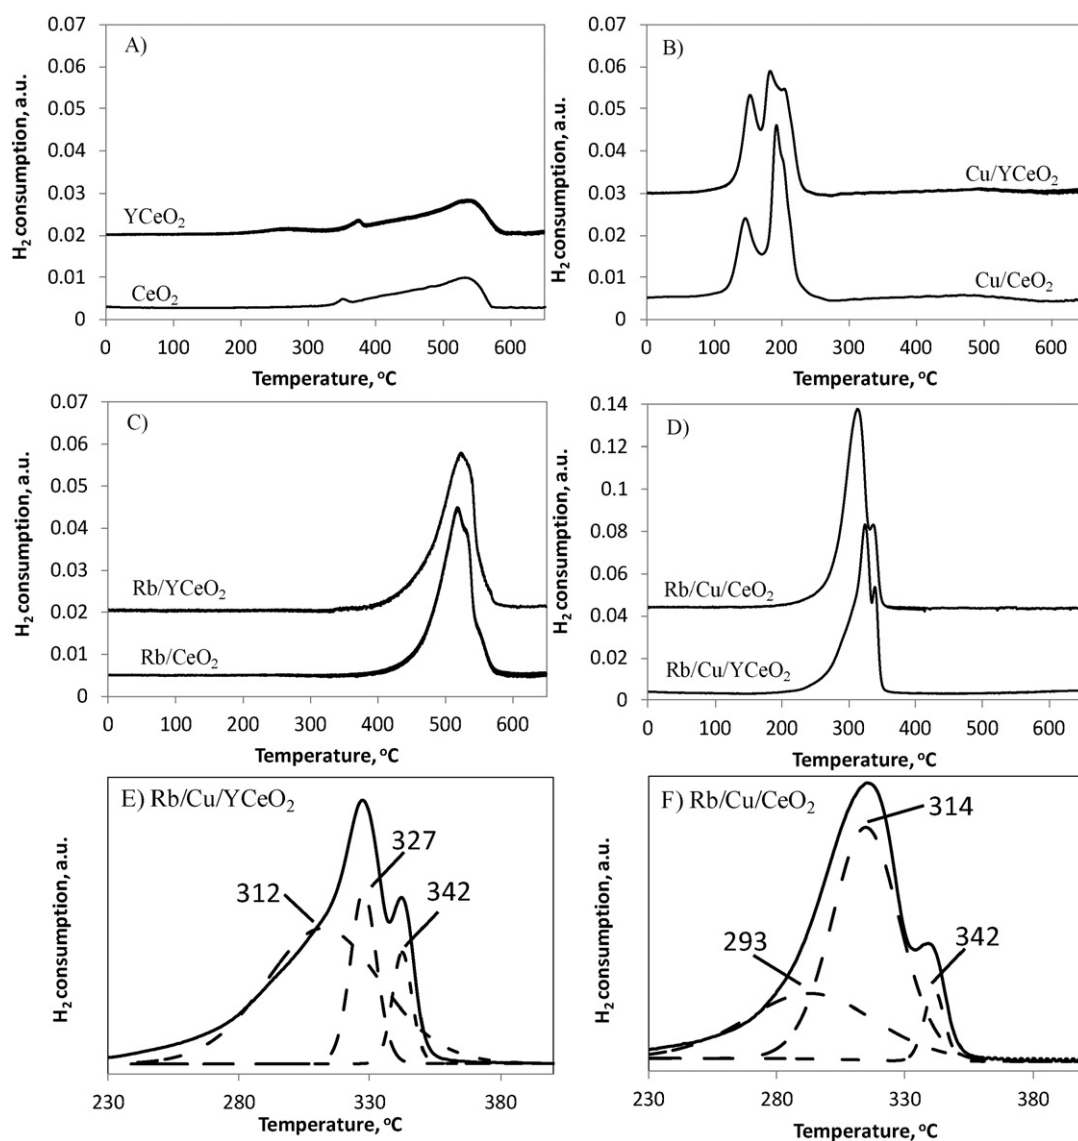 A)
0.07
0.06
0.05
0.04
0.03
0.02
0.01
0
H2 consumption, a.u.
YCeO2
CeO2
0 100 200 300 400 500 600
Temperature, oC
B)
0.07
0.06
0.05
0.04
0.03
0.02
0.01
0
H2 consumption, a.u.
Cu/YCeO2
Cu/CeO2
0 100 200 300 400 500 600
Temperature, oC
C)
0.07
0.06
0.05
0.04
0.03
0.02
0.01
0
H2 consumption, a.u.
Rb/YCeO2
Rb/CeO2
0 100 200 300 400 500 600
Temperature, oC
D)
0.14
0.12
0.1
0.08
0.06
0.04
0.02
0
H2 consumption, a.u.
Rb/Cu/CeO2
Rb/Cu/YCeO2
0 100 200 300 400 500 600
Temperature, oC
E) Rb/Cu/YCeO2
H2 consumption, a.u.
312
327
342
230 280 330 380
Temperature, oC
F) Rb/Cu/CeO2
H2 consumption, a.u.
293
314
342
230 280 330 380
Temperature, oC